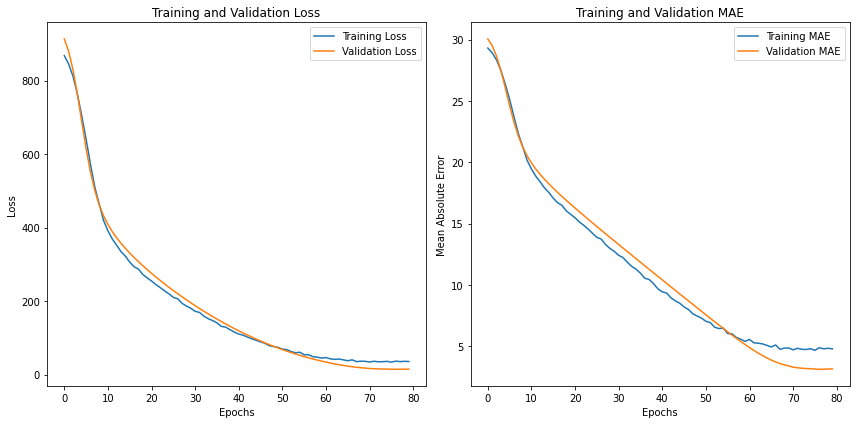 Training and Validation Loss
Training Loss
Validation Loss
800
600
400
200
0
Loss
0 10 20 30 40 50 60 70 80
Epochs
Training and Validation MAE
Training MAE
Validation MAE
30
25
20
15
10
5
Mean Absolute Error
0 10 20 30 40 50 60 70 80
Epochs